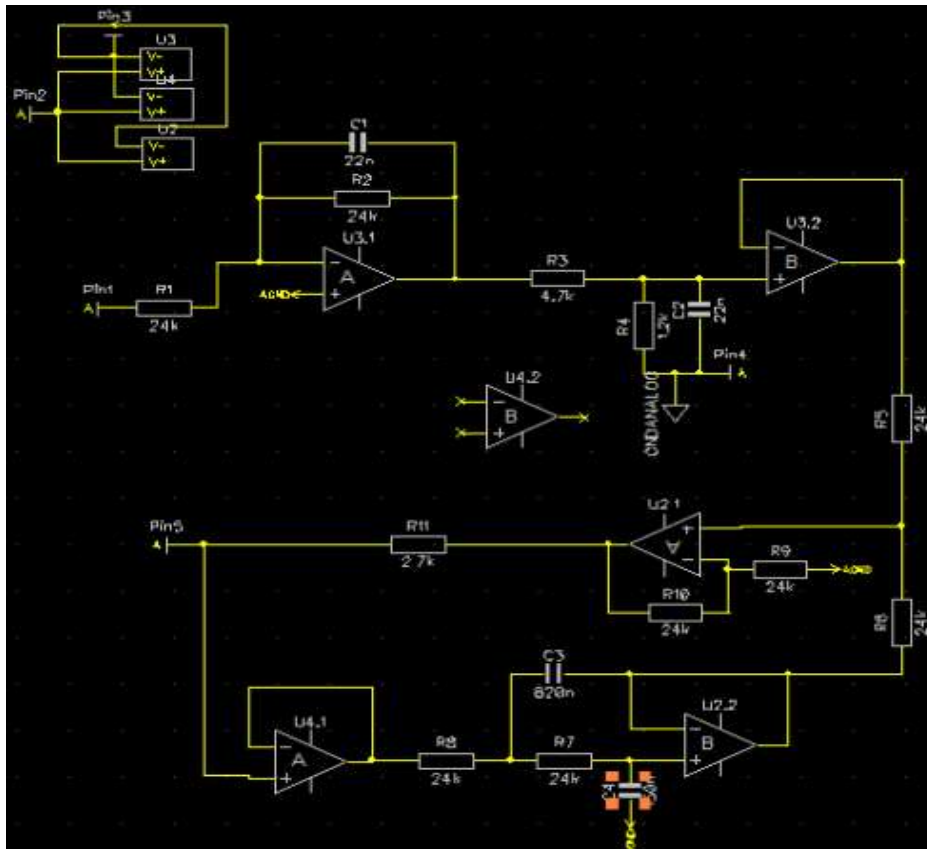 Pin3
U3
V-
V+
U4
V-
V+
Pin2
A
U2
V-
V+
C1
22n
R2
24k
U3.1
A
-
+
AGND
Pin1
A
R1
24k
R3
4.7k
U3.2
B
-
+
R4
1.2k
C2
22n
Pin4
A
GNDANALOG
U4.2
B
-
+
R5
24k
Pin5
A
R11
2.7k
U2.1
A
+
-
R9
24k
AGND
R10
24k
R6
24k
C3
820n
U4.1
A
-
+
R8
24k
R7
24k
U2.2
B
-
+
C4